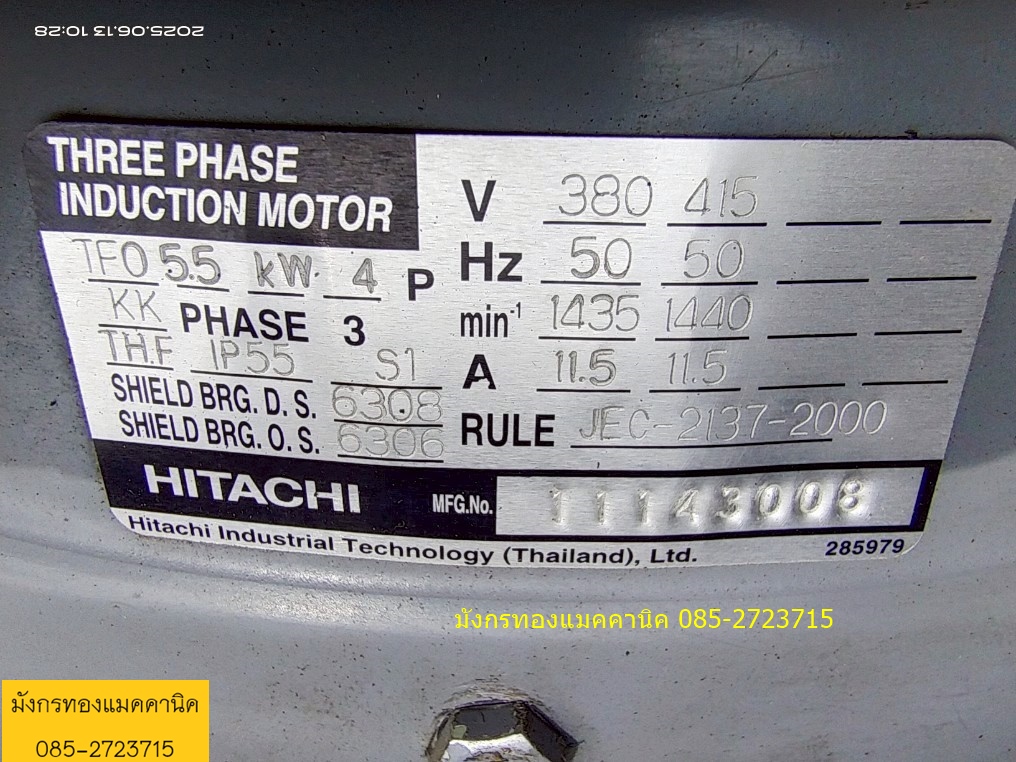 2025.06.13 10:28
THREE PHASE
INDUCTION MOTOR
TFO 5.5 kW 4 P
KK PHASE 3
TH.F IP55 S1
SHIELD BRG. D. S. 6308
SHIELD BRG. O. S. 6306
V 380 415
Hz 50 50
min⁻¹ 1435 1440
A 11.5 11.5
RULE JEC-2137-2000
HITACHI MFG.No. 11143008
Hitachi Industrial Technology (Thailand), Ltd. 285979
มังกรทองแมคคานิค 085-2723715
มังกรทองแมคคานิค
085-2723715